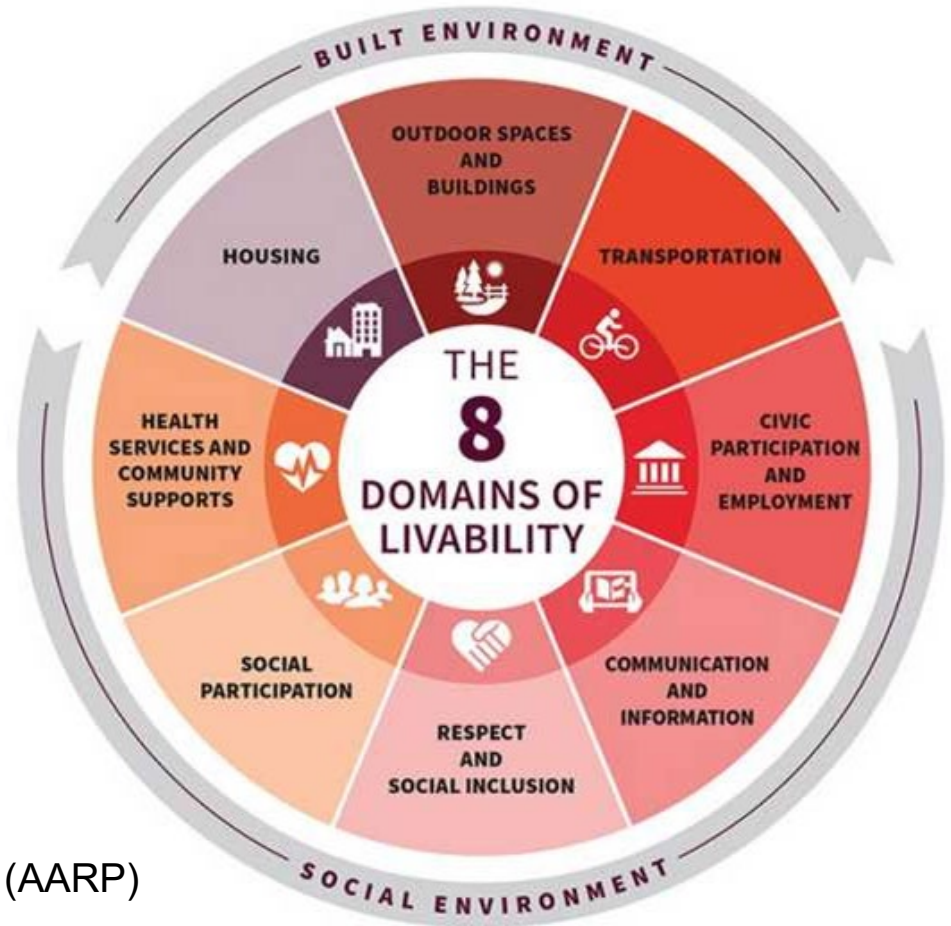 BUILT ENVIRONMENT
OUTDOOR SPACES
AND
BUILDINGS
HOUSING
TRANSPORTATION
THE
8
DOMAINS OF
LIVABILITY
HEALTH
SERVICES AND
COMMUNITY
SUPPORTS
CIVIC
PARTICIPATION
AND
EMPLOYMENT
SOCIAL
PARTICIPATION
COMMUNICATION
AND
INFORMATION
RESPECT
AND
SOCIAL INCLUSION
(AARP)
SOCIAL ENVIRONMENT